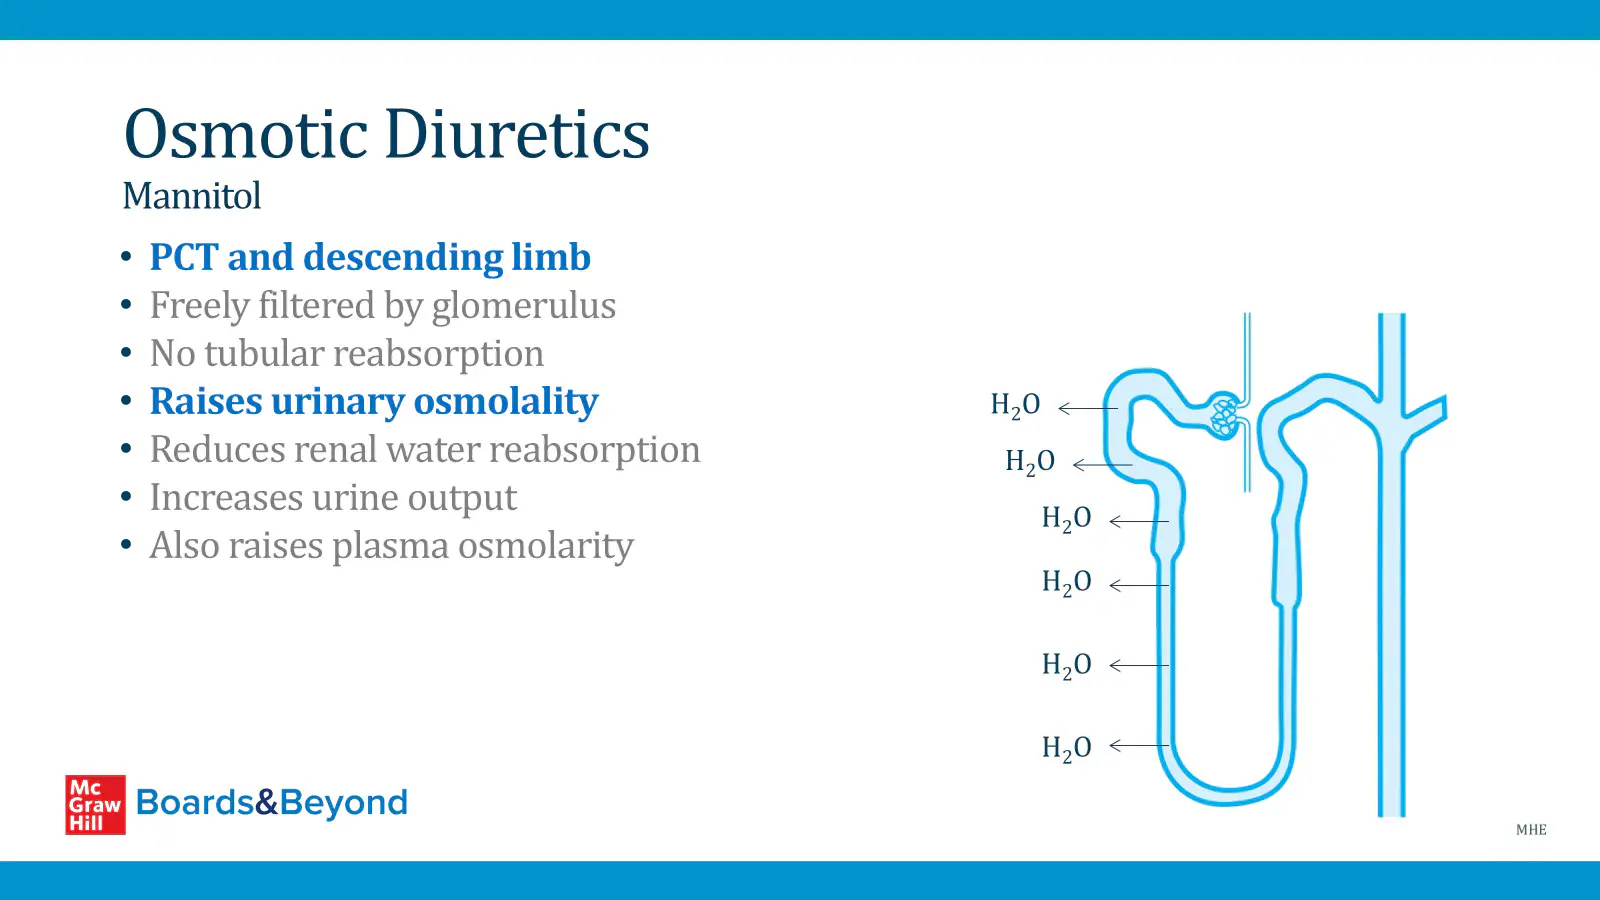 Osmotic Diuretics
Mannitol
• PCT and descending limb
• Freely filtered by glomerulus
• No tubular reabsorption
• Raises urinary osmolality
• Reduces renal water reabsorption
• Increases urine output
• Also raises plasma osmolarity
H₂O
H₂O
H₂O
H₂O
H₂O
H₂O
Mc
Graw
Hill
Boards&Beyond
MHE